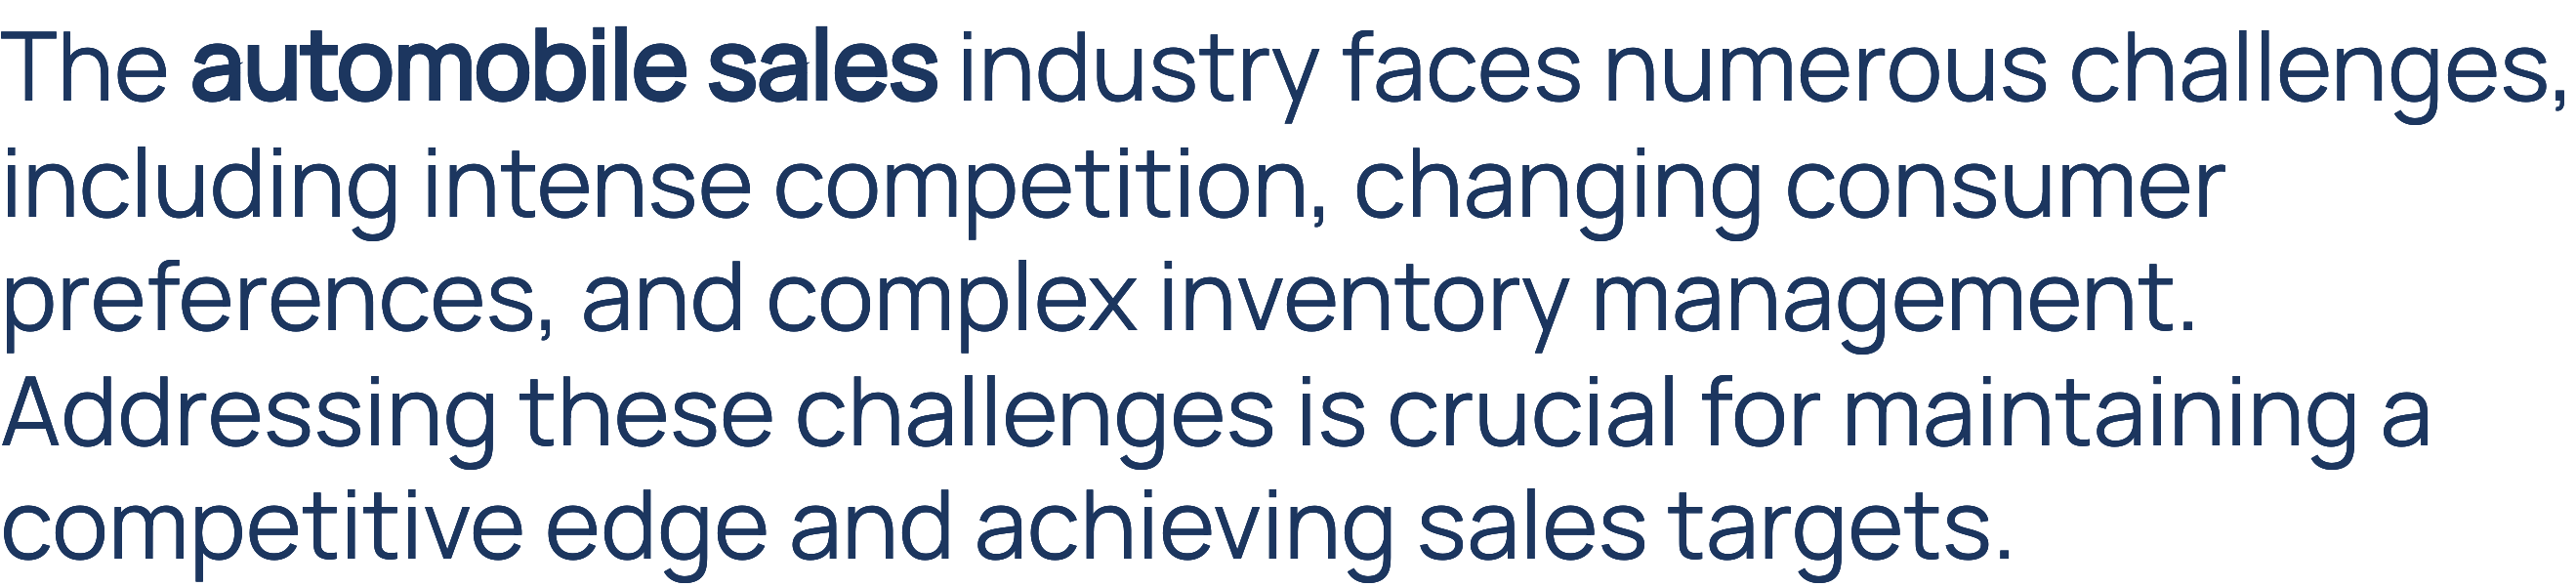 The automobile sales industry faces numerous challenges,
including intense competition, changing consumer
preferences, and complex inventory management.
Addressing these challenges is crucial for maintaining a
competitive edge and achieving sales targets.